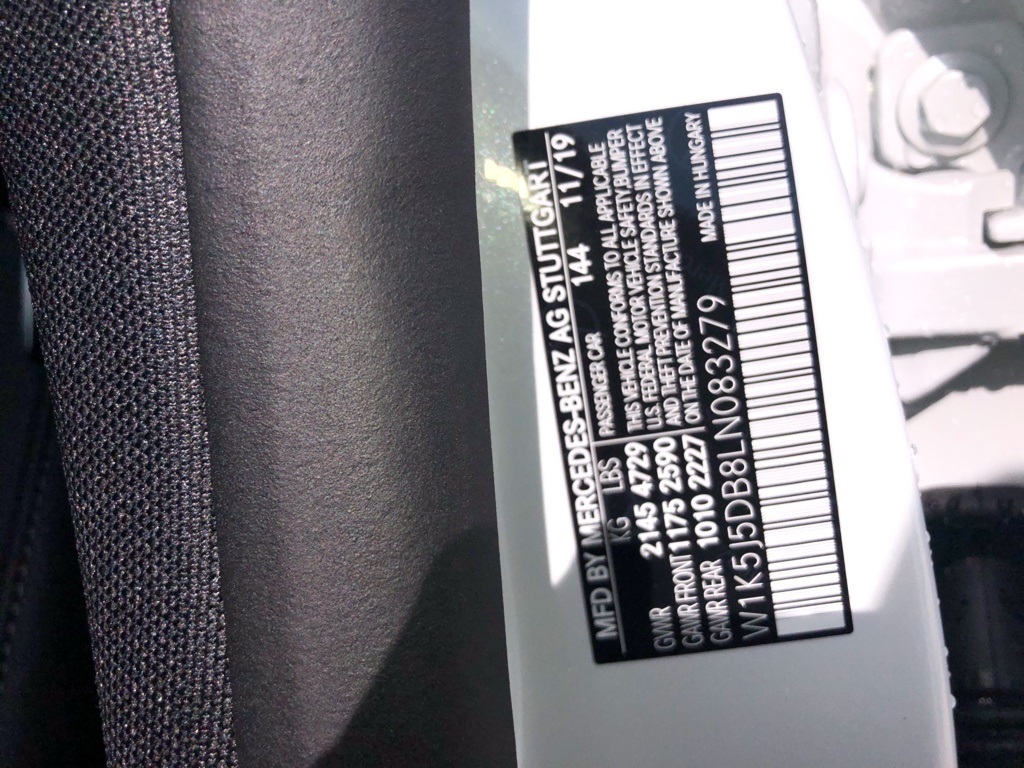 MFD BY MERCEDES-BENZ AG STUTTGART
144 11/19
KG LBS
GWR 2145 4729
GAWR FRONT 1175 2590
GAWR REAR 1010 2227
PASSENGER CAR
THIS VEHICLE CONFORMS TO ALL APPLICABLE
U.S. FEDERAL MOTOR VEHICLE SAFETY,BUMPER
AND THEFT PREVENTION STANDARDS IN EFFECT
ON THE DATE OF MANUFACTURE SHOWN ABOVE
W1K5J5DB8LN083279
MADE IN HUNGARY